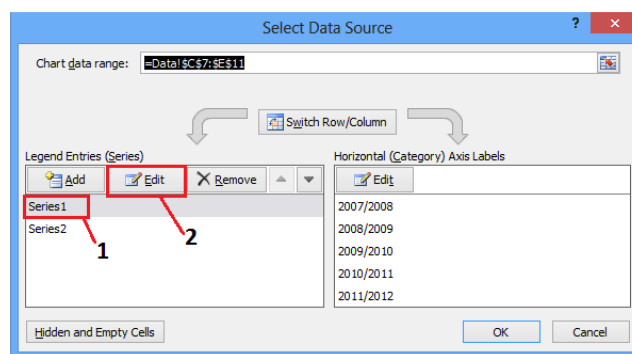 Select Data Source
? ×
Chart data range: =Data!$C$7:$E$11
Switch Row/Column
Legend Entries (Series)
Horizontal (Category) Axis Labels
Add Edit Remove
Edit
Series1
2007/2008
Series2
2008/2009
1
2
2009/2010
2010/2011
2011/2012
Hidden and Empty Cells
OK
Cancel